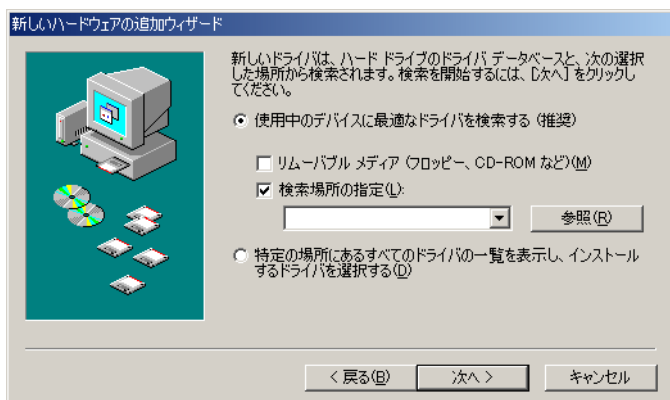 新しいハードウェアの追加ウィザード
新しいドライバは、ハード ドライブのドライバ データベースと、次の選択
した場所から検索されます。検索を開始するには、[次へ] をクリックし
てください。
使用中のデバイスに最適なドライバを検索する (推奨)
リムーバブル メディア (フロッピー、CD-ROM など)(M)
検索場所の指定(L):
参照(R)
特定の場所にあるすべてのドライバの一覧を表示し、インストール
するドライバを選択する(D)
< 戻る(B)
次へ >
キャンセル